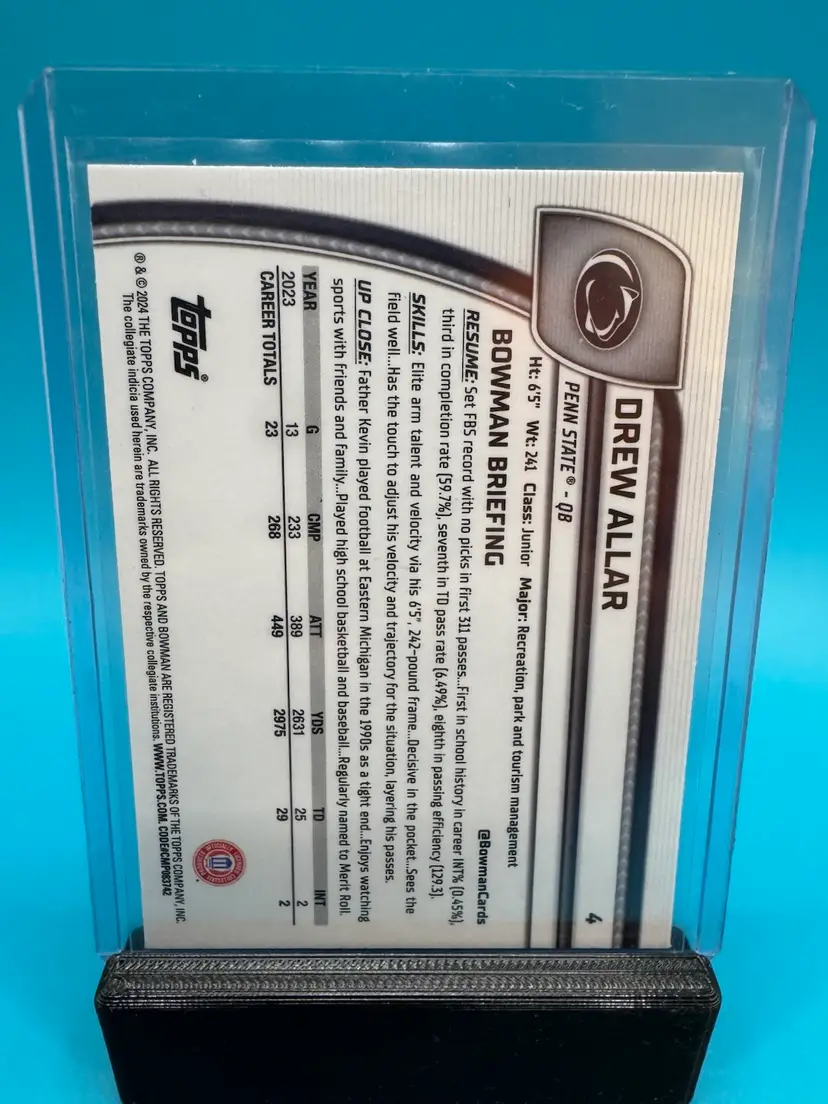 DREW ALLAR
4
PENN STATE® - QB
Ht: 6'5" Wt: 241 Class: Junior Major: Recreation, park and tourism management
BOWMAN BRIEFING
@BowmanCards
RESUME: Set FBS record with no picks in first 311 passes...First in school history in career INT% (0.45%),
third in completion rate (59.7%), seventh in TD pass rate (6.49%), eighth in passing efficiency (129.3).
SKILLS: Elite arm talent and velocity via his 6'5", 242-pound frame...Decisive in the pocket...Sees the
field well...Has the touch to adjust his velocity and trajectory for the situation, layering his passes.
UP CLOSE: Father Kevin played football at Eastern Michigan in the 1990s as a tight end...Enjoys watching
sports with friends and family...Played high school basketball and baseball...Regularly named to Merit Roll.
YEAR G CMP ATT YDS TD INT
2023 13 233 389 2631 25 2
CAREER TOTALS 23 268 449 2975 29 2
topps®
® & © 2024 THE TOPPS COMPANY, INC. ALL RIGHTS RESERVED. TOPPS AND BOWMAN ARE REGISTERED TRADEMARKS OF THE TOPPS COMPANY, INC.
The collegiate indicia used herein are trademarks owned by the respective collegiate institutions. WWW.TOPPS.COM. CODE#CMP083742